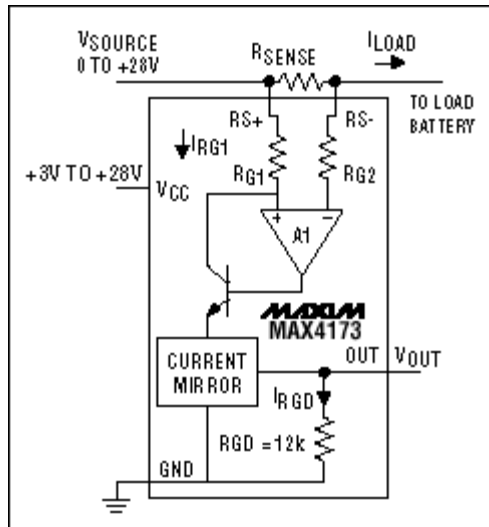 VSOURCE
0 TO +28V
RSENSE
ILOAD
TO LOAD
BATTERY
RS+
RS-
IRG1
+3V TO +28V
RG1
RG2
VCC
+
−
A1
MAXIM
MAX4173
CURRENT
MIRROR
OUT
VOUT
IRGD
RGD =12k
GND